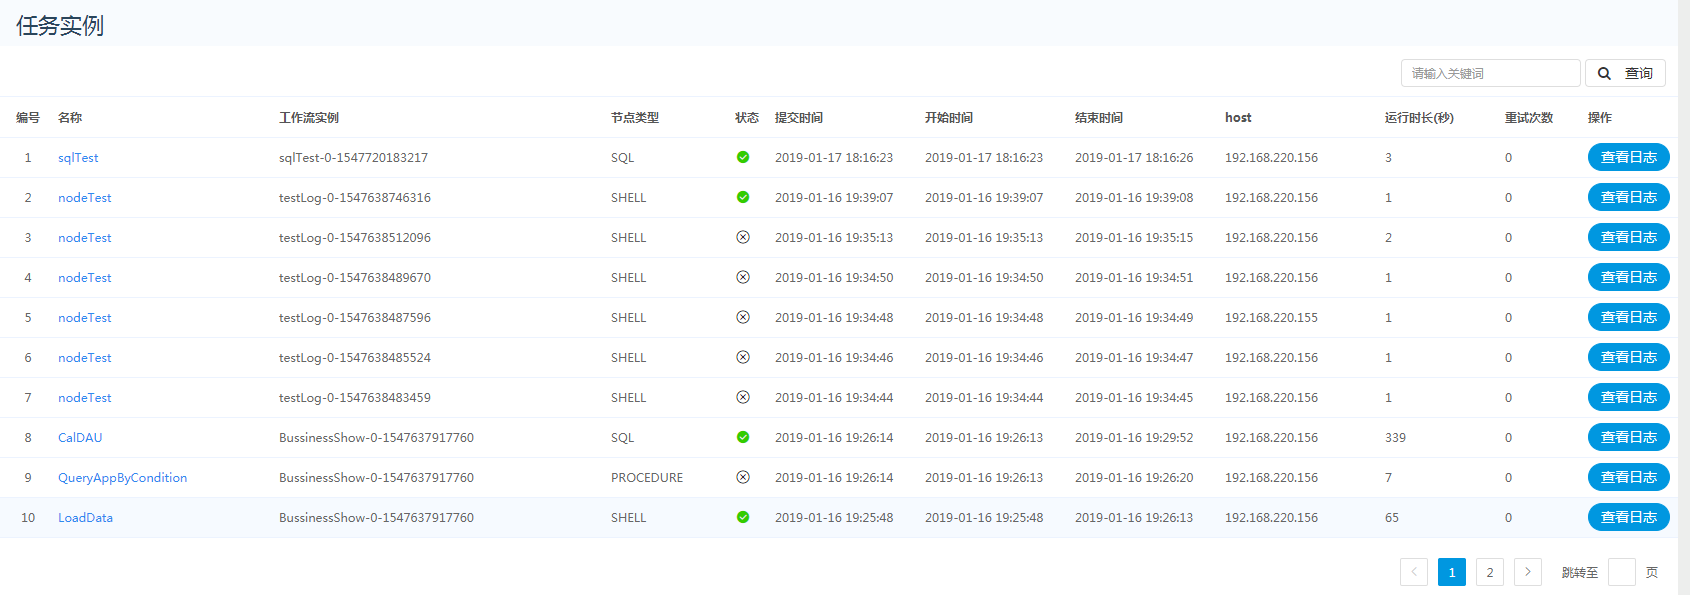 任务实例
请输入关键词 查询
编号 名称 工作流实例 节点类型 状态 提交时间 开始时间 结束时间 host 运行时长(秒) 重试次数 操作
1 sqlTest sqlTest-0-1547720183217 SQL 2019-01-17 18:16:23 2019-01-17 18:16:23 2019-01-17 18:16:26 192.168.220.156 3 0 查看日志
2 nodeTest testLog-0-1547638746316 SHELL 2019-01-16 19:39:07 2019-01-16 19:39:07 2019-01-16 19:39:08 192.168.220.156 1 0 查看日志
3 nodeTest testLog-0-1547638512096 SHELL 2019-01-16 19:35:13 2019-01-16 19:35:13 2019-01-16 19:35:15 192.168.220.156 2 0 查看日志
4 nodeTest testLog-0-1547638489670 SHELL 2019-01-16 19:34:50 2019-01-16 19:34:50 2019-01-16 19:34:51 192.168.220.156 1 0 查看日志
5 nodeTest testLog-0-1547638487596 SHELL 2019-01-16 19:34:48 2019-01-16 19:34:48 2019-01-16 19:34:49 192.168.220.155 1 0 查看日志
6 nodeTest testLog-0-1547638485524 SHELL 2019-01-16 19:34:46 2019-01-16 19:34:46 2019-01-16 19:34:47 192.168.220.156 1 0 查看日志
7 nodeTest testLog-0-1547638483459 SHELL 2019-01-16 19:34:44 2019-01-16 19:34:44 2019-01-16 19:34:45 192.168.220.156 1 0 查看日志
8 CalDAU BussinessShow-0-1547637917760 SQL 2019-01-16 19:26:14 2019-01-16 19:26:13 2019-01-16 19:29:52 192.168.220.156 339 0 查看日志
9 QueryAppByCondition BussinessShow-0-1547637917760 PROCEDURE 2019-01-16 19:26:14 2019-01-16 19:26:13 2019-01-16 19:26:20 192.168.220.156 7 0 查看日志
10 LoadData BussinessShow-0-1547637917760 SHELL 2019-01-16 19:25:48 2019-01-16 19:25:48 2019-01-16 19:26:13 192.168.220.156 65 0 查看日志
1 2 跳转至 页